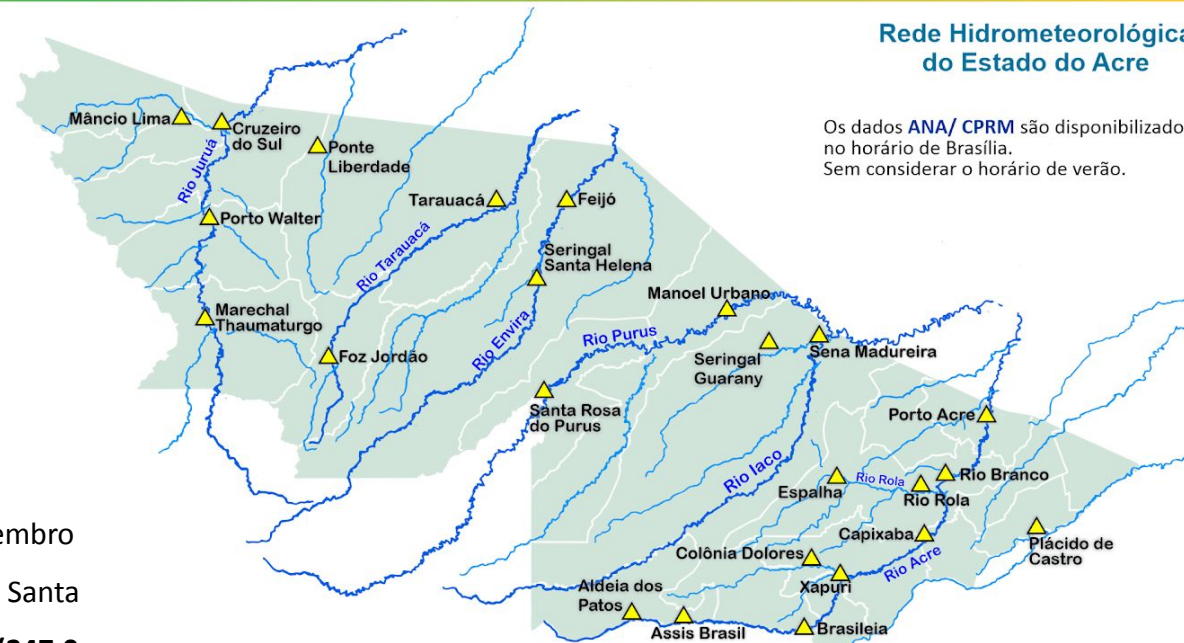 Rede Hidrometeorológica
do Estado do Acre
Os dados ANA/ CPRM são disponibilizado
no horário de Brasília.
Sem considerar o horário de verão.
Mâncio Lima
Cruzeiro
do Sul
Ponte
Liberdade
Rio Juruá
Tarauacá
Feijó
Porto Walter
Rio Tarauacá
Seringal
Santa Helena
Manoel Urbano
Marechal
Thaumaturgo
Foz Jordão
Rio Envira
Rio Purus
Seringal
Guarany
Sena Madureira
Santa Rosa
do Purus
Porto Acre
Rio Iaco
Espalha
Rio Rola
Rio Rola
Rio Branco
Capixaba
Plácido de
Castro
Colônia Dolores
Rio Acre
Xapuri
Aldeia dos
Patos
Assis Brasil
Brasileia
embro
Santa